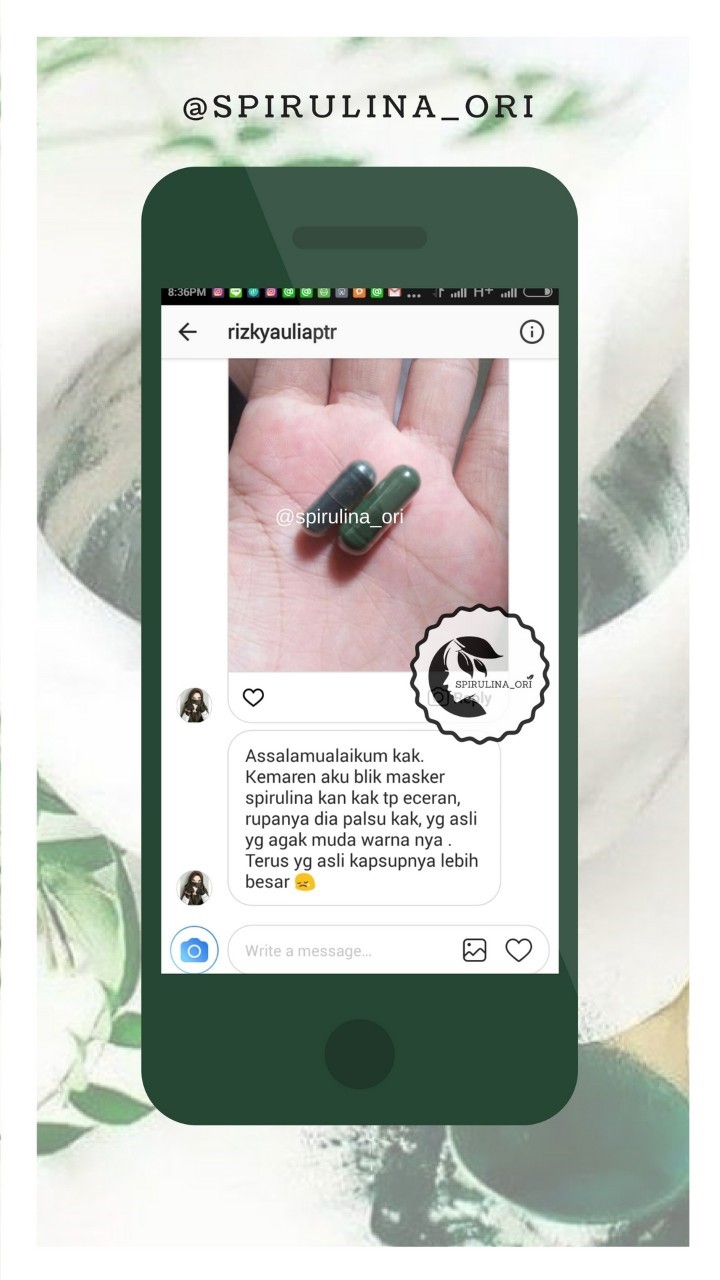 @SPIRULINA_ORI
8:36PM
H+
rizkyauliaptr
@spirulina_ori
SPIRULINA_ORI
Reply
Assalamualaikum kak.
Kemaren aku blik masker
spirulina kan kak tp eceran,
rupanya dia palsu kak, yg asli
yg agak muda warna nya .
Terus yg asli kapsupnya lebih
besar 😞
Write a message...